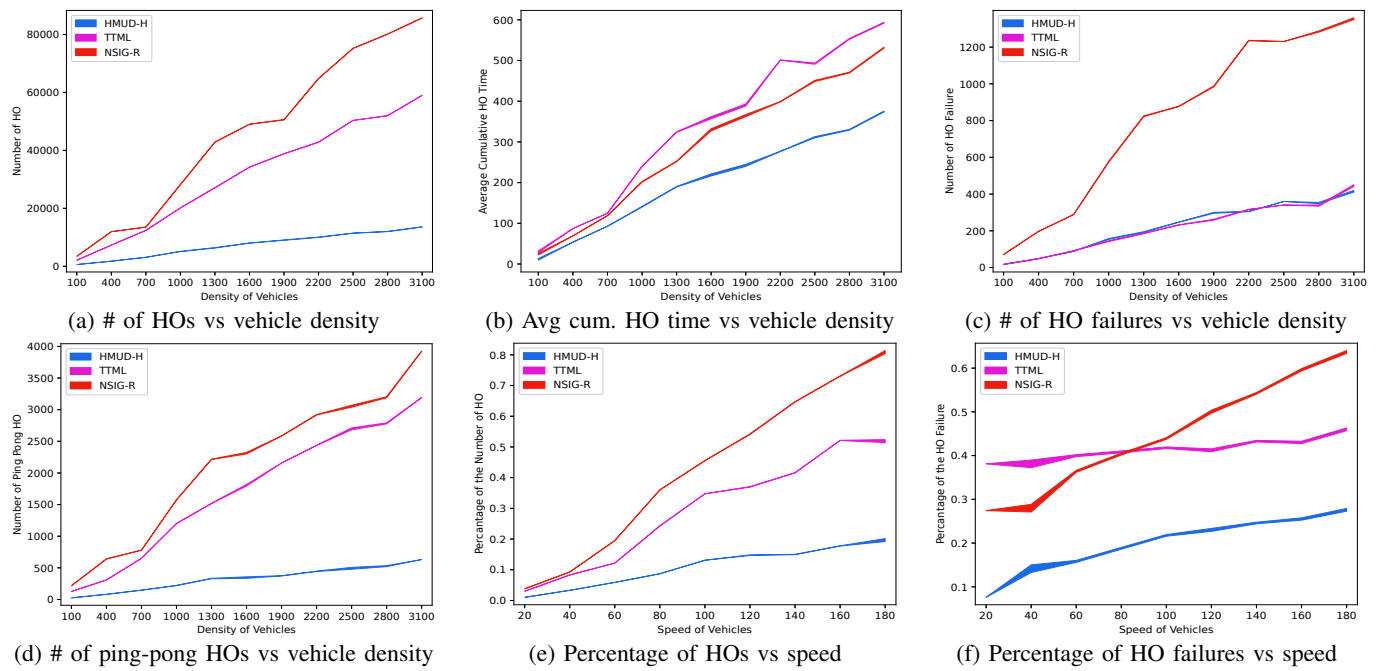 Number of HO
80000
60000
40000
20000
0
HMUD-H
TTML
NSIG-R
100 400 700 1000 1300 1600 1900 2200 2500 2800 3100
Density of Vehicles
(a) # of HOs vs vehicle density
Average Cumulative HO Time
600
500
400
300
200
100
0
HMUD-H
TTML
NSIG-R
100 400 700 1000 1300 1600 1900 2200 2500 2800 3100
Density of Vehicles
(b) Avg cum. HO time vs vehicle density
Number of HO Failure
1200
1000
800
600
400
200
0
HMUD-H
TTML
NSIG-R
100 400 700 1000 1300 1600 1900 2200 2500 2800 3100
Density of Vehicles
(c) # of HO failures vs vehicle density
Number of Ping Pong HO
4000
3500
3000
2500
2000
1500
1000
500
0
HMUD-H
TTML
NSIG-R
100 400 700 1000 1300 1600 1900 2200 2500 2800 3100
Density of Vehicles
(d) # of ping-pong HOs vs vehicle density
Percantage of the Number of HO
0.8
0.7
0.6
0.5
0.4
0.3
0.2
0.1
0.0
HMUD-H
TTML
NSIG-R
20 40 60 80 100 120 140 160 180
Speed of Vehicles
(e) Percentage of HOs vs speed
Percantage of the HO Failure
0.6
0.5
0.4
0.3
0.2
0.1
HMUD-H
TTML
NSIG-R
20 40 60 80 100 120 140 160 180
Speed of Vehicles
(f) Percentage of HO failures vs speed